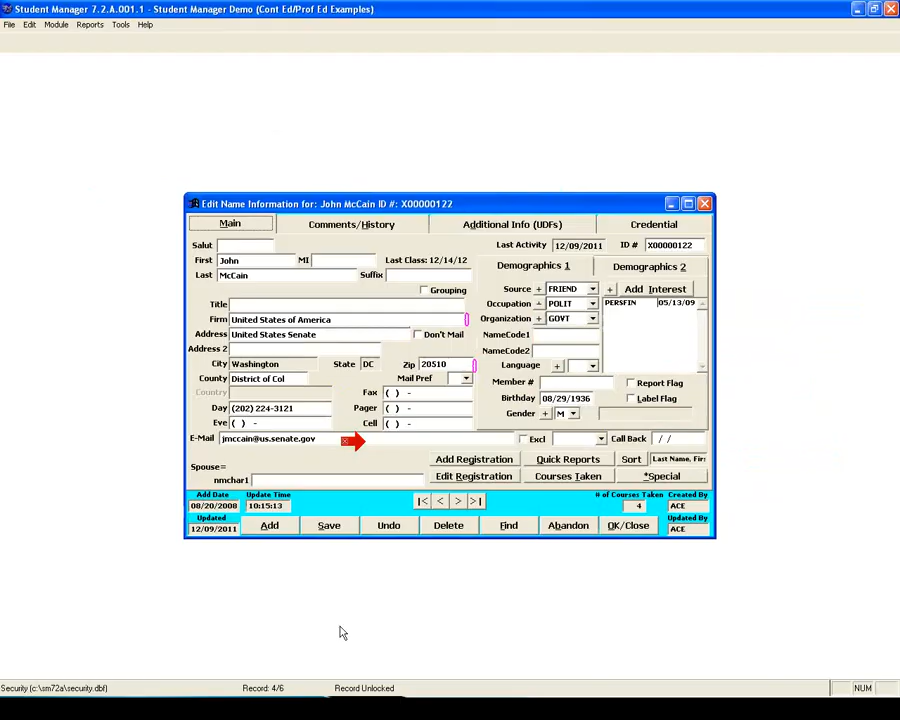 Student Manager 7.2.A.001.1 - Student Manager Demo (Cont Ed/Prof Ed Examples)
File Edit Module Reports Tools Help
Edit Name Information for: John McCain ID #: X00000122
Main Comments/History Additional Info (UDFs) Credential
Salut Last Activity 12/09/2011 ID # X00000122
First John MI Last Class: 12/14/12 Demographics 1 Demographics 2
Last McCain Suffix
Grouping Source + FRIEND + Add Interest
Title Occupation POLIT PERSFIN 05/13/09
Firm United States of America Organization + GOVT
Address United States Senate Don't Mail NameCode1
Address 2 NameCode2
City Washington State DC Zip 20510 Language +
County District of Col Mail Pref Member # Report Flag
Country Fax ( ) - Birthday 08/29/1936 Label Flag
Day (202) 224-3121 Pager ( ) - Gender + M
Eve ( ) - Cell ( ) -
E-Mail jmccain@us.senate.gov Excl Call Back / /
Add Registration Quick Reports Sort Last Name, Firs
Spouse= Edit Registration Courses Taken *Special
nmchar1
Add Date Update Time |< < > >| # of Courses Taken Created By
08/20/2008 10:15:13 4 ACE
Updated Updated By
12/09/2011 Add Save Undo Delete Find Abandon OK/Close ACE
Security (c:\sm72a\security.dbf) Record: 4/6 Record Unlocked NUM